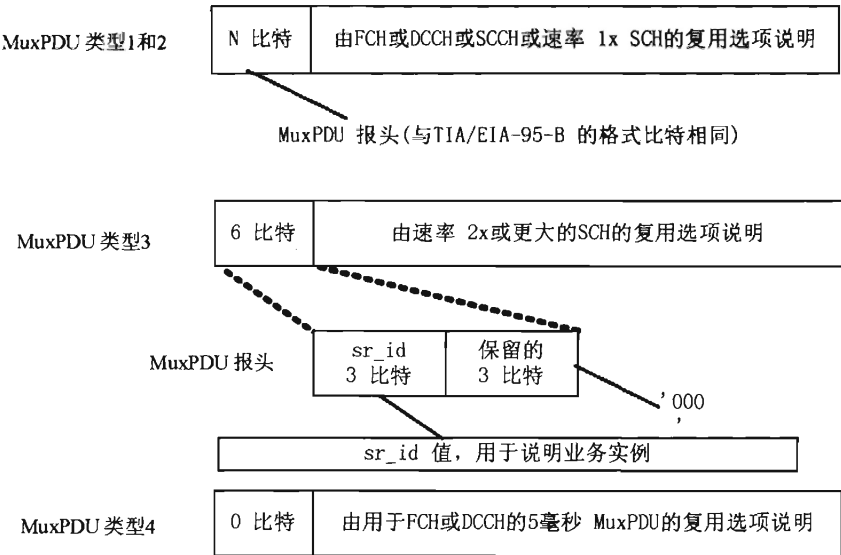 MuxPDU 类型1和2
N 比特
由FCH或DCCH或SCCH或速率 1x SCH的复用选项说明
MuxPDU 报头(与TIA/EIA-95-B 的格式比特相同)
MuxPDU 类型3
6 比特
由速率 2x或更大的SCH的复用选项说明
MuxPDU 报头
sr_id
3 比特
保留的
3 比特
'000
'
sr_id 值，用于说明业务实例
MuxPDU 类型4
0 比特
由用于FCH或DCCH的5毫秒 MuxPDU的复用选项说明